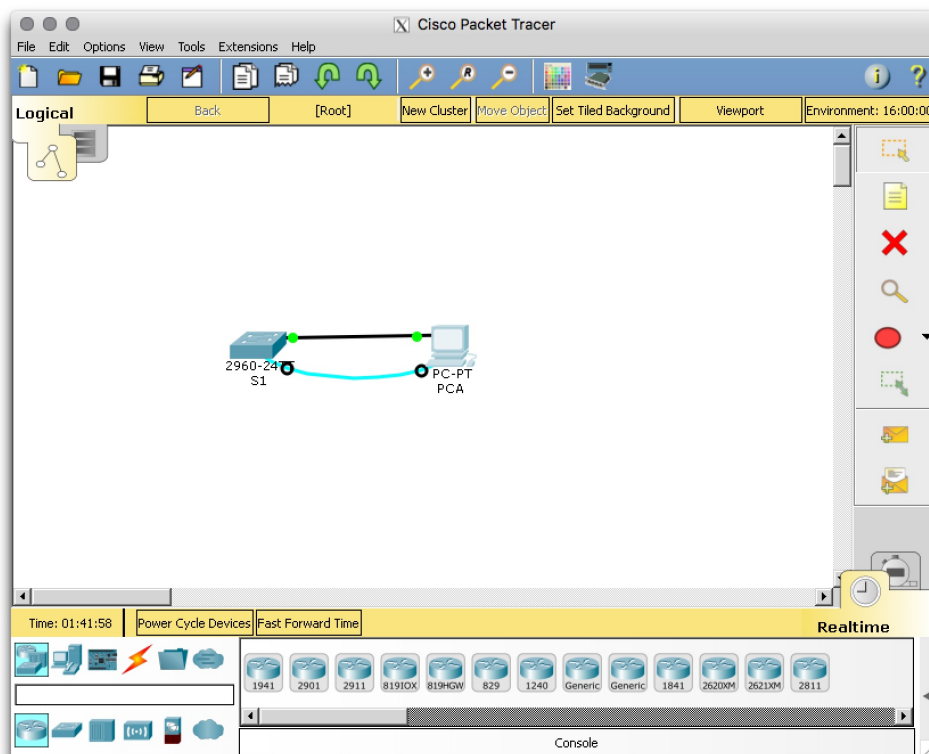 Cisco Packet Tracer
File Edit Options View Tools Extensions Help
Logical Back [Root] New Cluster Move Object Set Tiled Background Viewport Environment: 16:00:00
2960-24TT
S1
PC-PT
PCA
Time: 01:41:58 Power Cycle Devices Fast Forward Time
Realtime
1941 2901 2911 819IOX 819HGW 829 1240 Generic Generic 1841 2620XM 2621XM 2811
Console